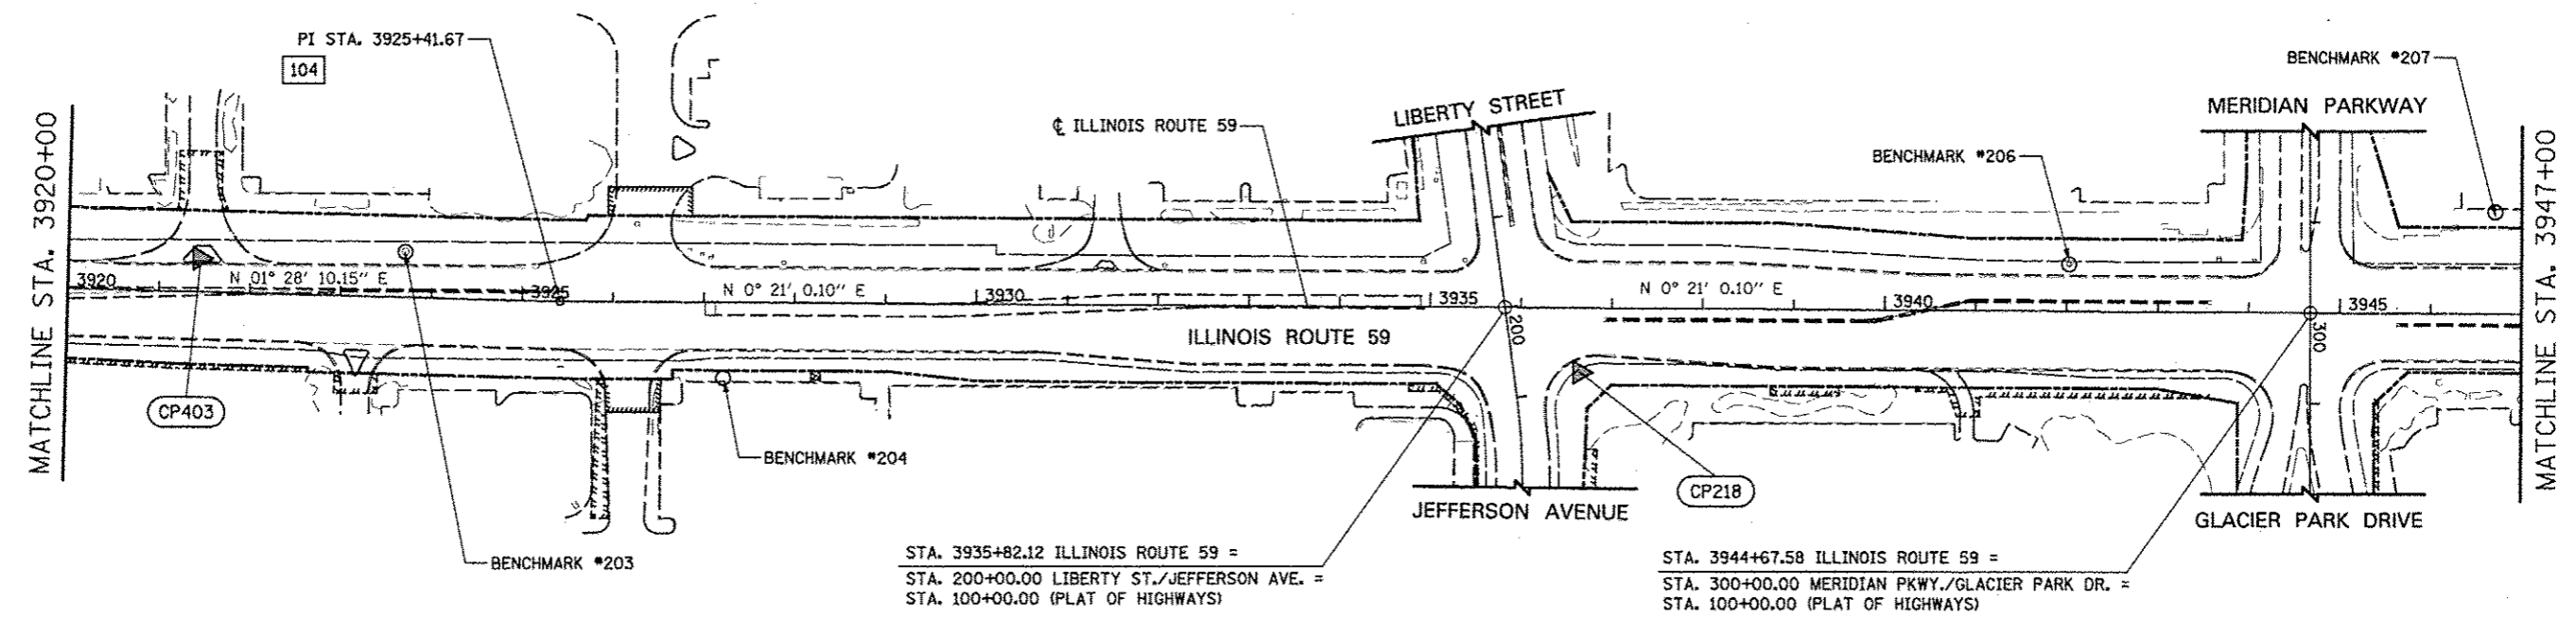 PI STA. 3925+41.67
104
BENCHMARK #207
LIBERTY STREET
MERIDIAN PARKWAY
℄ ILLINOIS ROUTE 59
BENCHMARK #206
MATCHLINE STA. 3920+00
MATCHLINE STA. 3947+00
3920
N 01° 28' 10.15" E
3925
N 0° 21' 0.10" E
3930
3935
N 0° 21' 0.10" E
3940
3945
200
300
ILLINOIS ROUTE 59
CP403
BENCHMARK #204
CP218
JEFFERSON AVENUE
GLACIER PARK DRIVE
BENCHMARK #203
STA. 3935+82.12 ILLINOIS ROUTE 59 =
STA. 200+00.00 LIBERTY ST./JEFFERSON AVE. =
STA. 100+00.00 (PLAT OF HIGHWAYS)
STA. 3944+67.58 ILLINOIS ROUTE 59 =
STA. 300+00.00 MERIDIAN PKWY./GLACIER PARK DR. =
STA. 100+00.00 (PLAT OF HIGHWAYS)